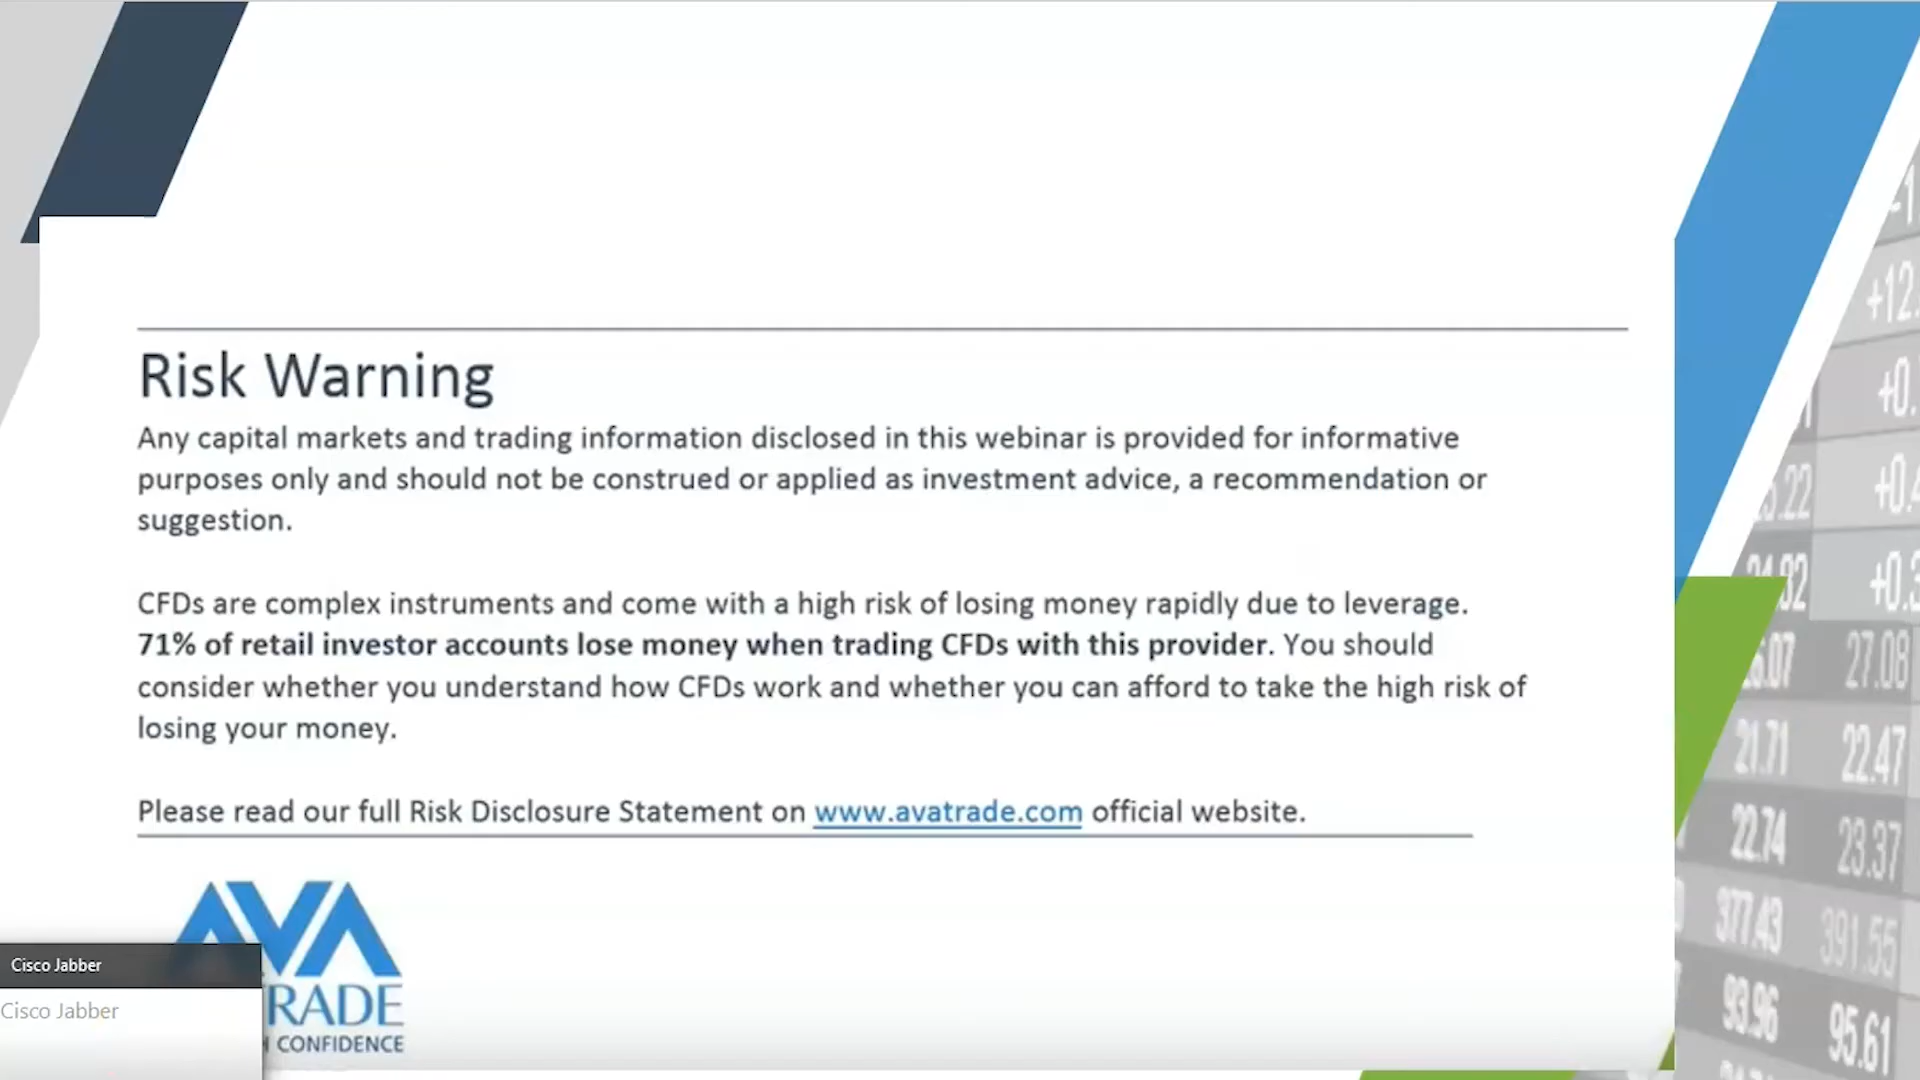 Risk Warning
Any capital markets and trading information disclosed in this webinar is provided for informative
purposes only and should not be construed or applied as investment advice, a recommendation or
suggestion.
CFDs are complex instruments and come with a high risk of losing money rapidly due to leverage.
71% of retail investor accounts lose money when trading CFDs with this provider. You should
consider whether you understand how CFDs work and whether you can afford to take the high risk of
losing your money.
Please read our full Risk Disclosure Statement on www.avatrade.com official website.
AVA
RADE
CONFIDENCE
Cisco Jabber
Cisco Jabber
27.08
21.71 22.47
22.74 23.37
377.43 391.55
93.96 95.61